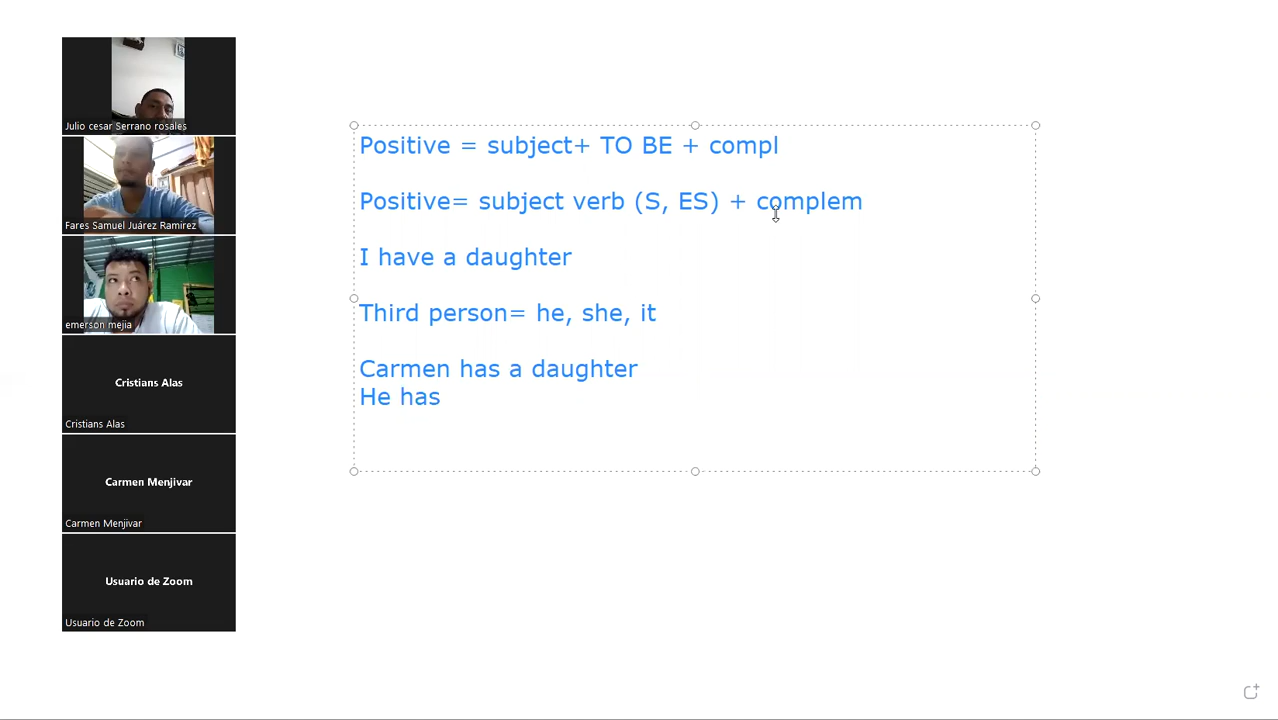 Julio cesar Serrano rosales
Fares Samuel Juárez Ramirez
emerson mejia
Cristians Alas
Cristians Alas
Carmen Menjivar
Carmen Menjivar
Usuario de Zoom
Usuario de Zoom
Positive = subject+ TO BE + compl
Positive= subject verb (S, ES) + complem
I have a daughter
Third person= he, she, it
Carmen has a daughter
He has